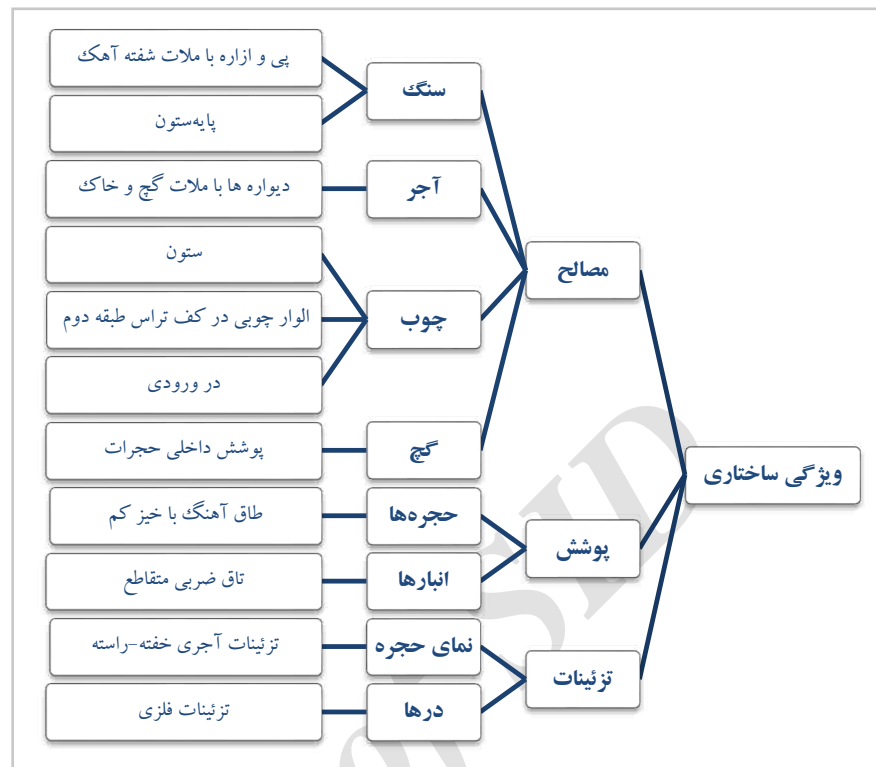 ویژگی ساختاری
مصالح
سنگ
پی و ازاره با ملات شفته آهک
پایه‌ستون
آجر
دیواره ها با ملات گچ و خاک
چوب
ستون
الوار چوبی در کف تراس طبقه دوم
در ورودی
گچ
پوشش داخلی حجرات
پوشش
حجره‌ها
طاق آهنگ با خیز کم
انبارها
تاق ضربی متقاطع
تزئینات
نمای حجره
تزئینات آجری خفته-راسته
درها
تزئینات فلزی
SID